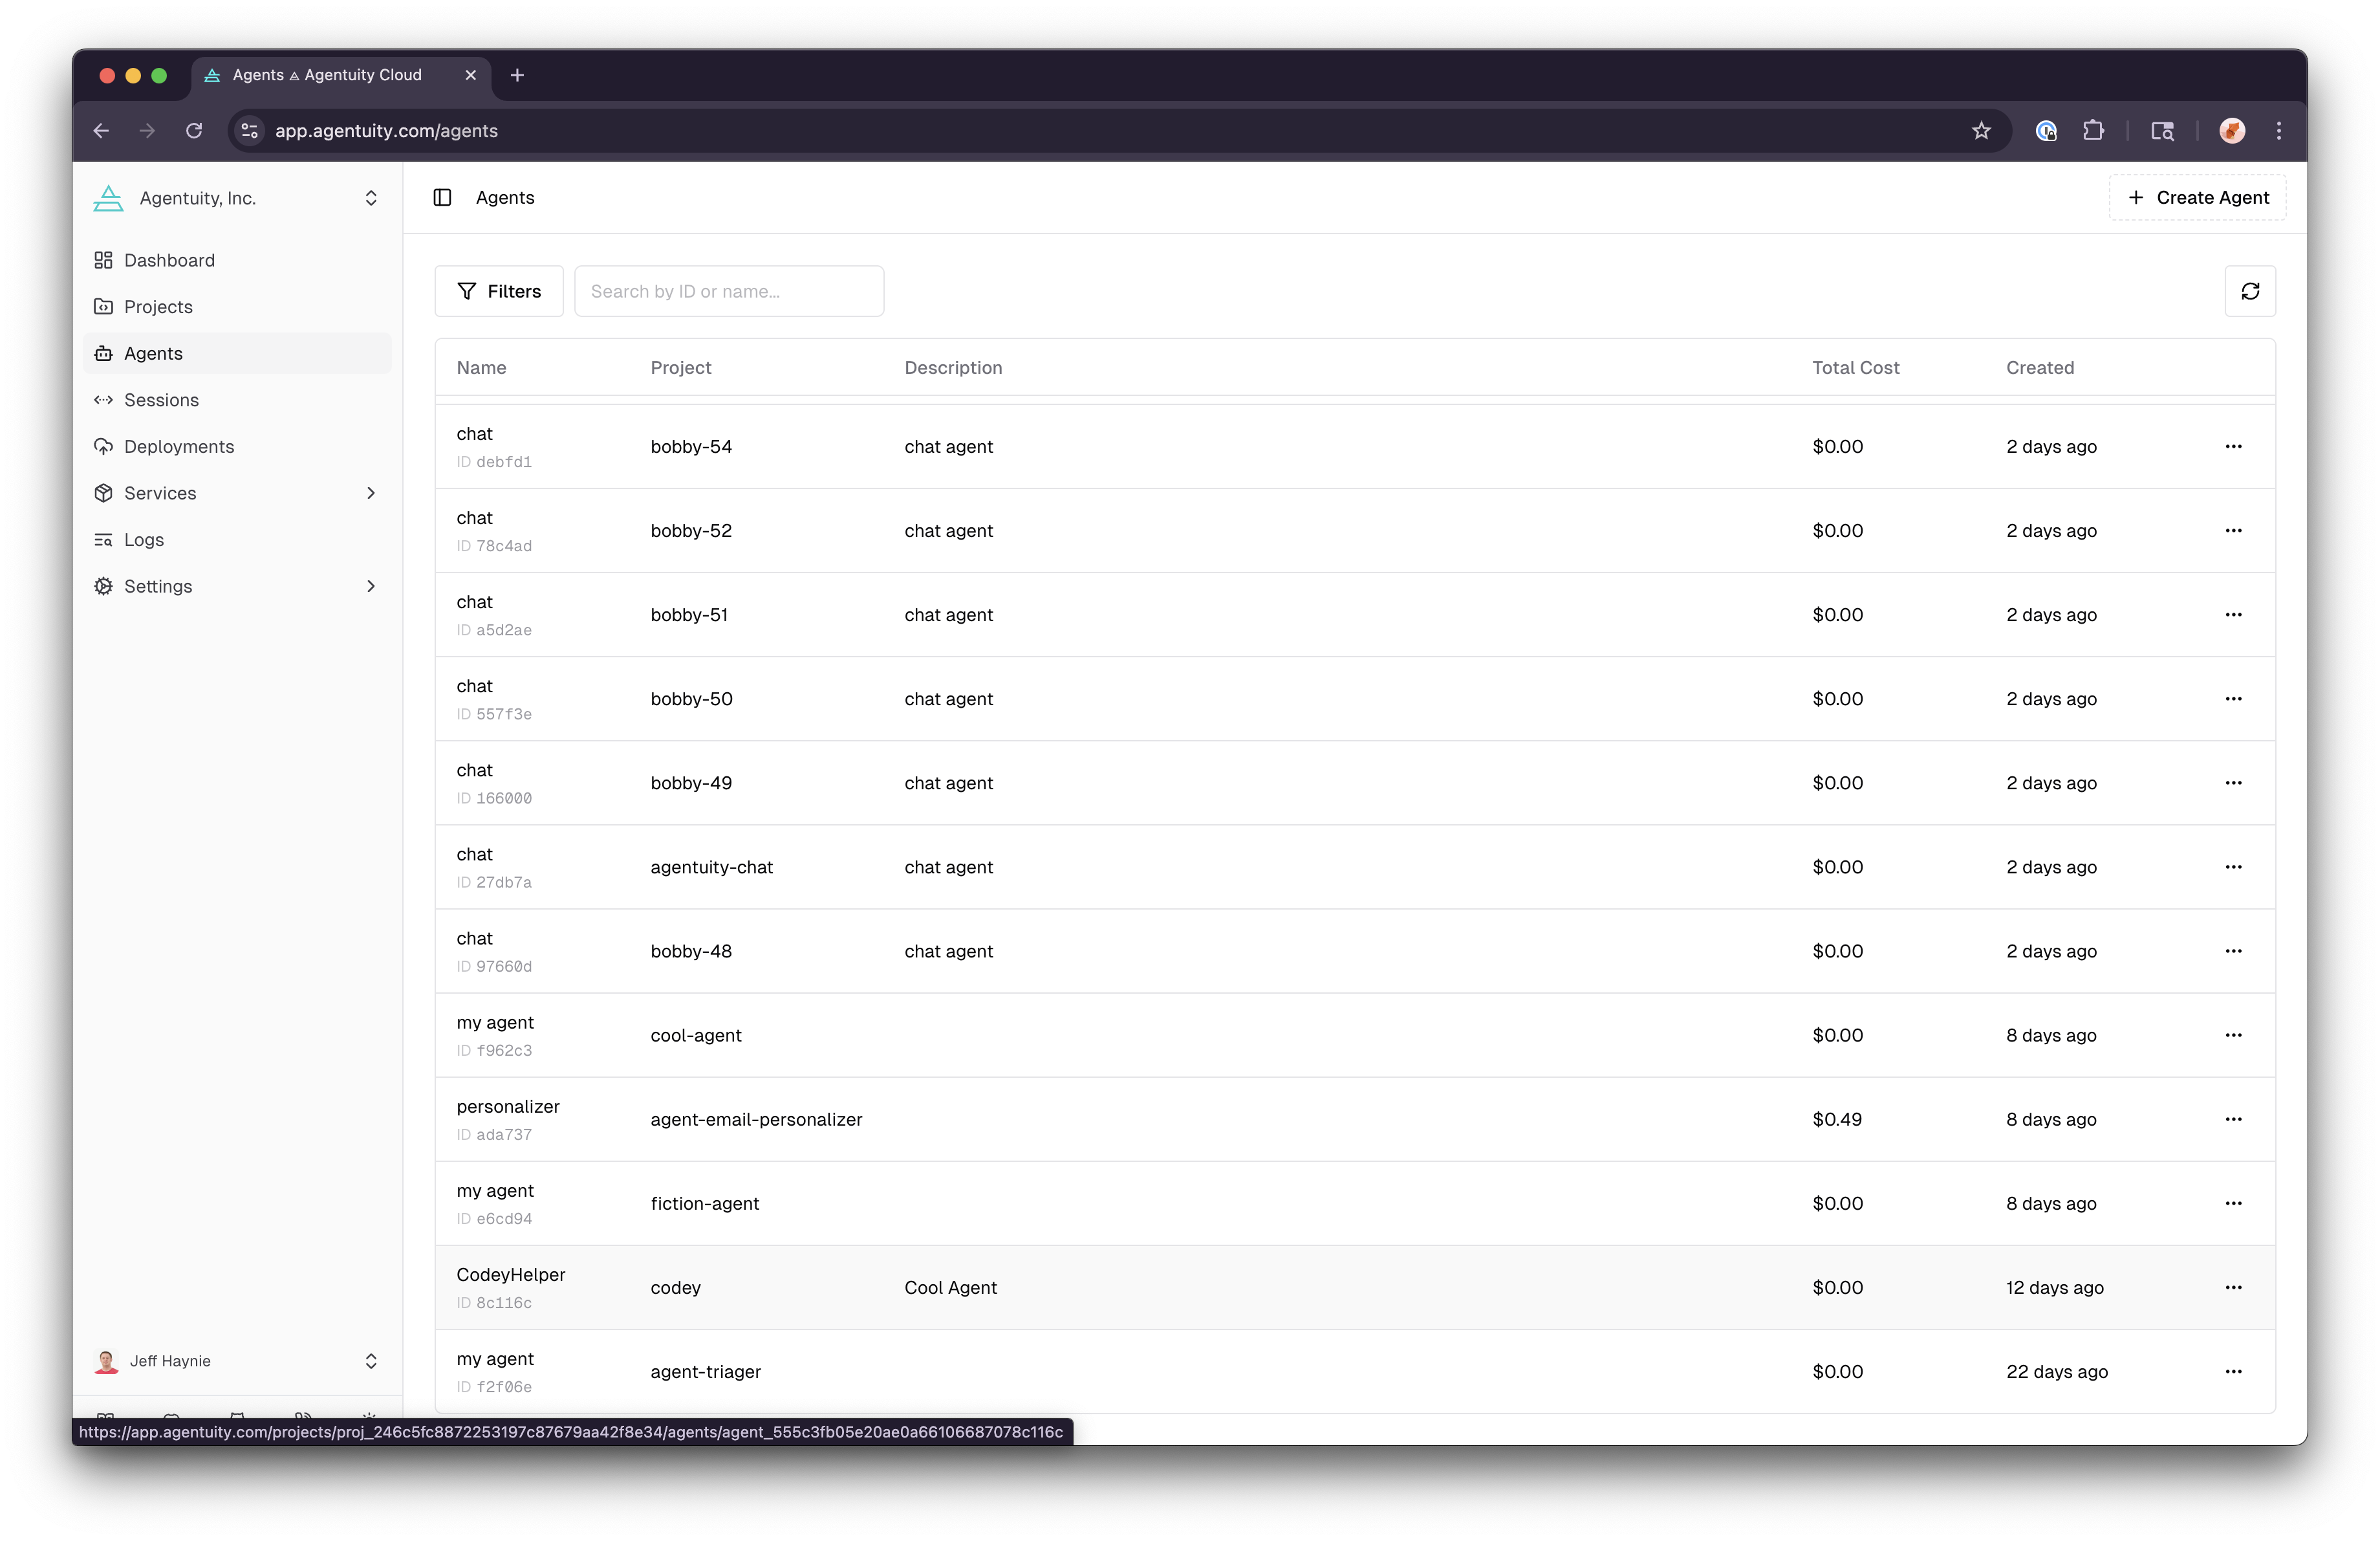 Agents ⟁ Agentuity Cloud
app.agentuity.com/agents
Agentuity, Inc.
Dashboard
Projects
Agents
Sessions
Deployments
Services
Logs
Settings
Jeff Haynie
Agents
Create Agent
Filters
Search by ID or name...
Name Project Description Total Cost Created
chat
ID debfd1
bobby-54 chat agent $0.00 2 days ago
chat
ID 78c4ad
bobby-52 chat agent $0.00 2 days ago
chat
ID a5d2ae
bobby-51 chat agent $0.00 2 days ago
chat
ID 557f3e
bobby-50 chat agent $0.00 2 days ago
chat
ID 166000
bobby-49 chat agent $0.00 2 days ago
chat
ID 27db7a
agentuity-chat chat agent $0.00 2 days ago
chat
ID 97660d
bobby-48 chat agent $0.00 2 days ago
my agent
ID f962c3
cool-agent $0.00 8 days ago
personalizer
ID ada737
agent-email-personalizer $0.49 8 days ago
my agent
ID e6cd94
fiction-agent $0.00 8 days ago
CodeyHelper
ID 8c116c
codey Cool Agent $0.00 12 days ago
my agent
ID f2f06e
agent-triager $0.00 22 days ago
https://app.agentuity.com/projects/proj_246c5fc8872253197c87679aa42f8e34/agents/agent_555c3fb05e20ae0a66106687078c116c